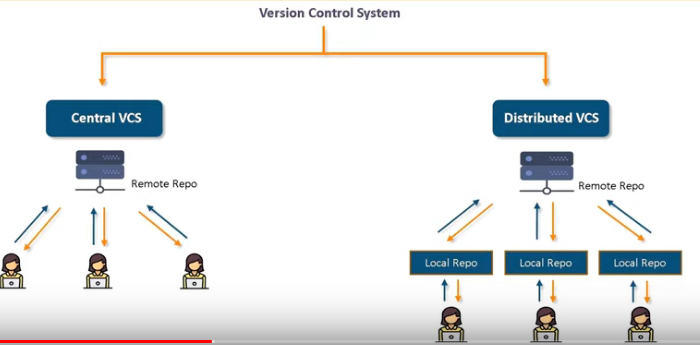 Version Control System
Central VCS
Distributed VCS
Remote Repo
Remote Repo
Local Repo
Local Repo
Local Repo